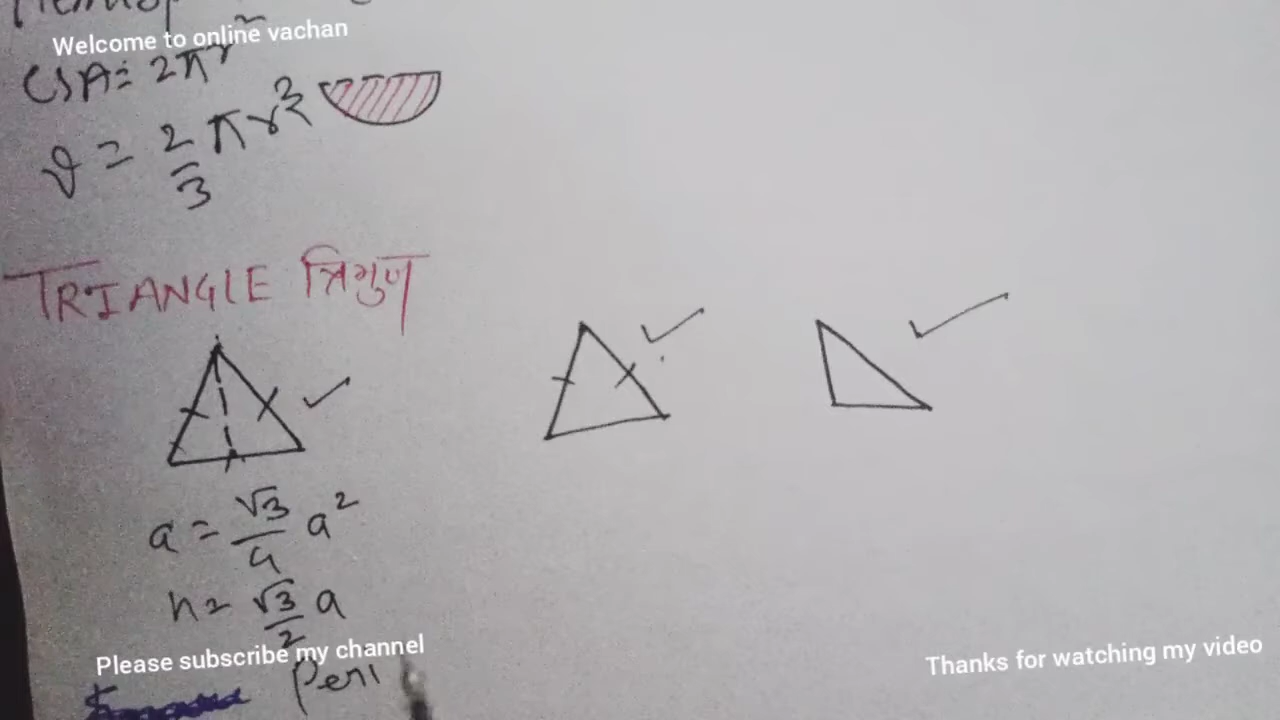 Welcome to online vachan
CSA = 2πr²
v = 2/3 πr³
TRIANGLE त्रिगुण
a = √3/4 a²
h = √3/2 a
Please subscribe my channel
Peri
Thanks for watching my video